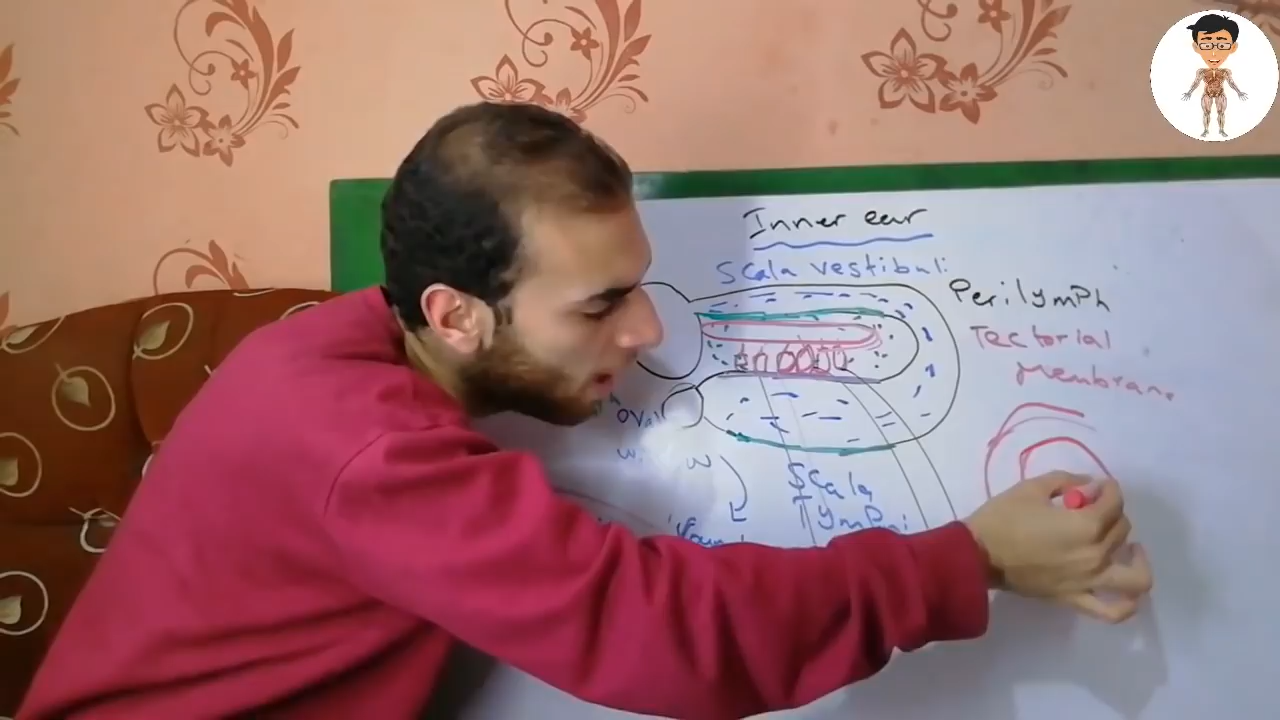 Inner ear
Scala vestibuli
Perilymph
Tectorial
Membrane
oval
w.
w
Scala
Tympani